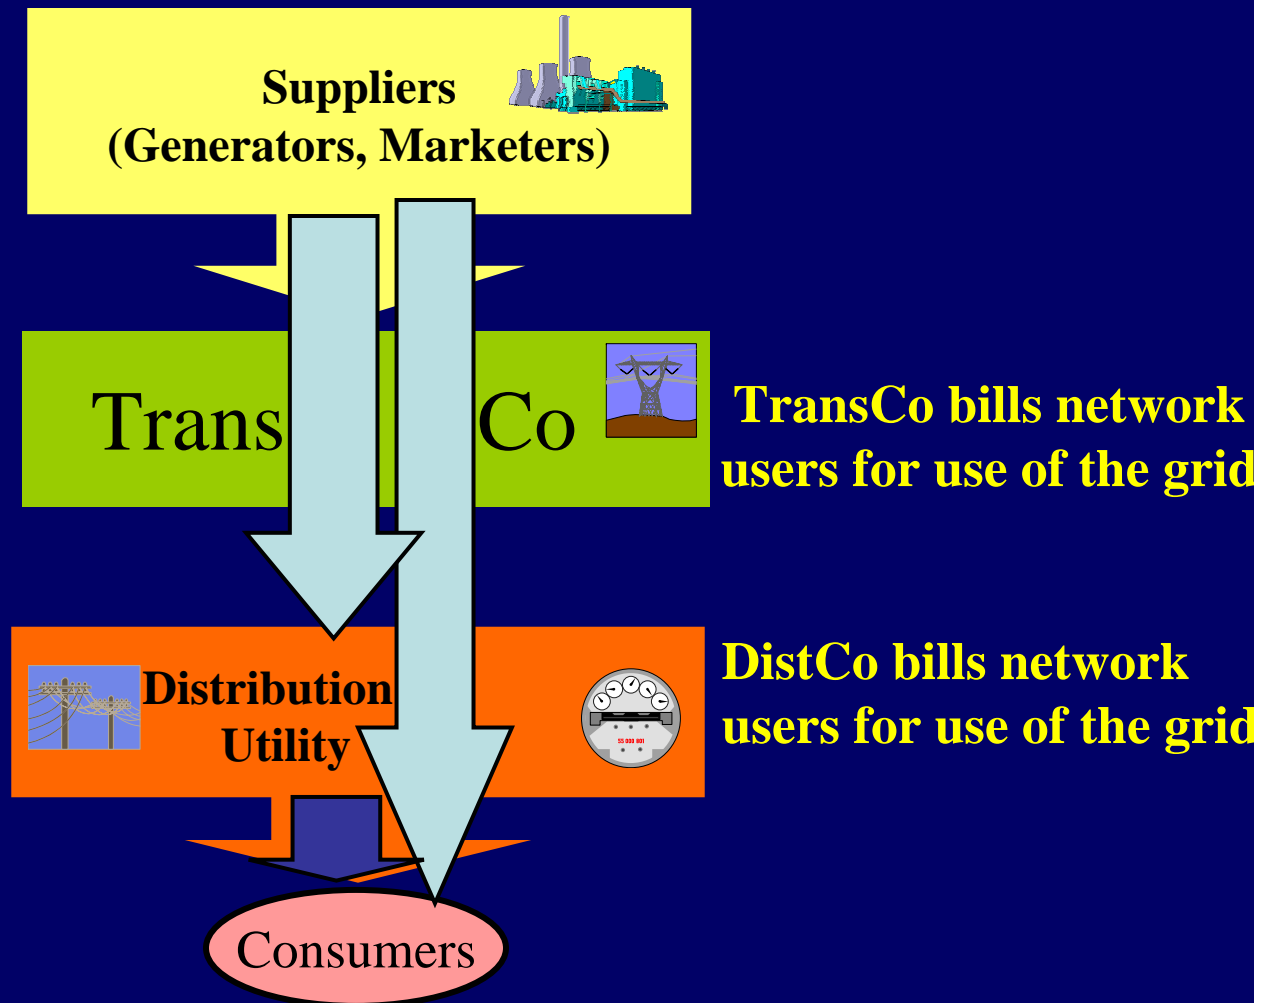 Suppliers
(Generators, Marketers)
Trans Co
TransCo bills network
users for use of the grid
Distribution
Utility
DistCo bills network
users for use of the grid
Consumers